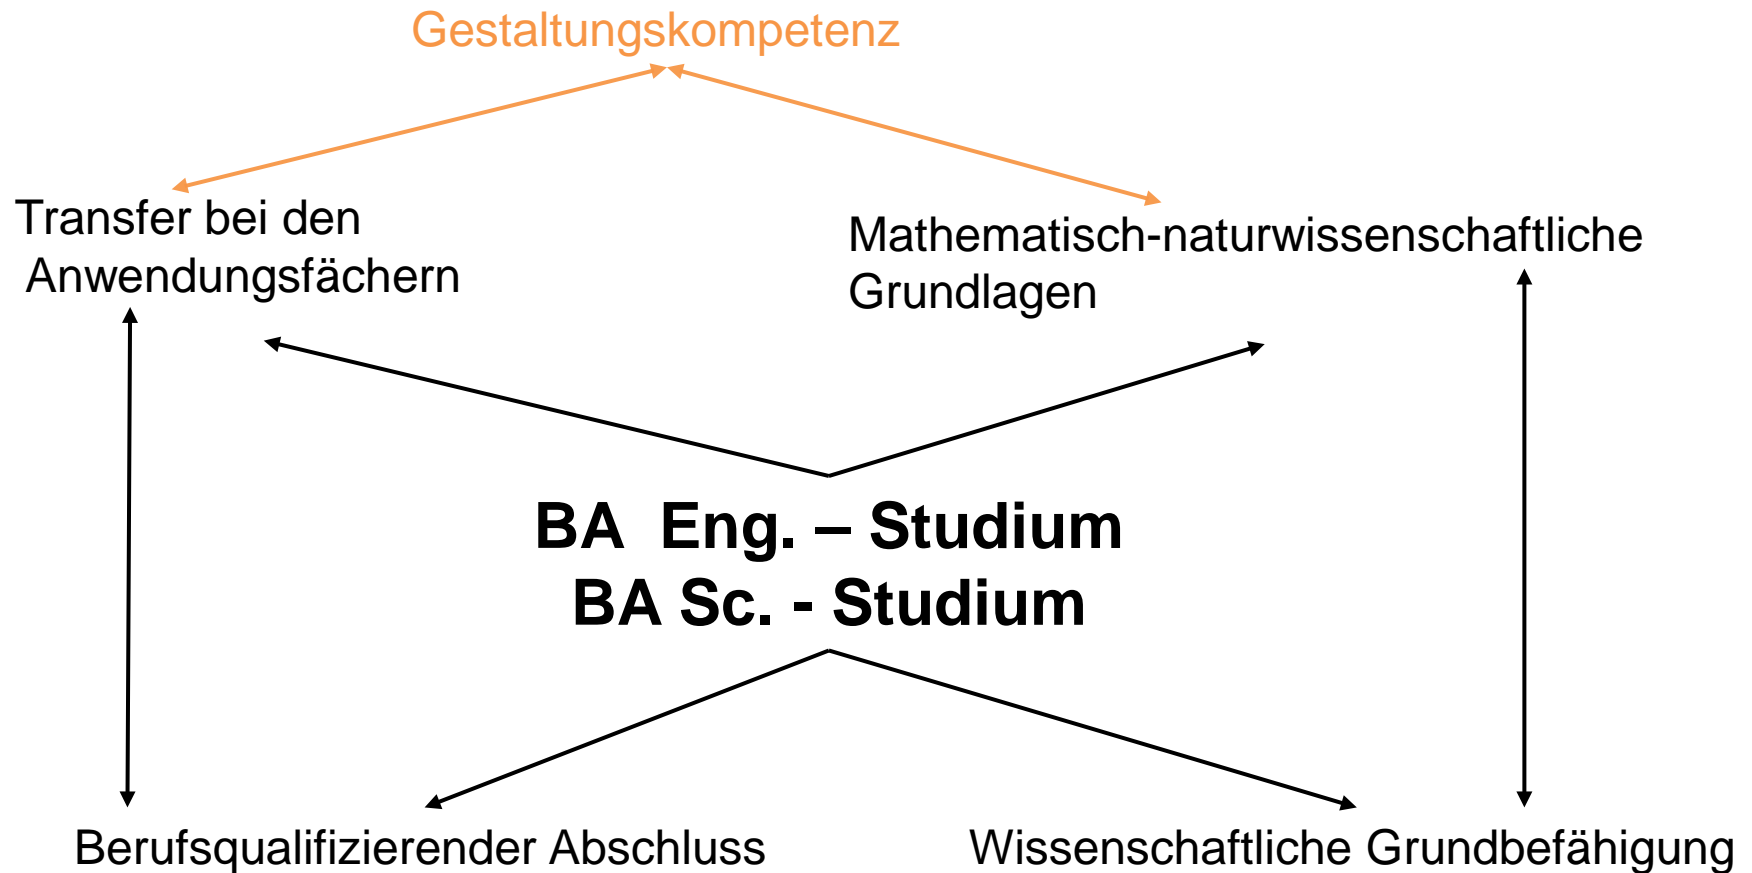 Gestaltungskompetenz
Transfer bei den
Anwendungsfächern
Mathematisch-naturwissenschaftliche
Grundlagen
BA  Eng. – Studium
BA Sc. - Studium
Berufsqualifizierender Abschluss
Wissenschaftliche Grundbefähigung